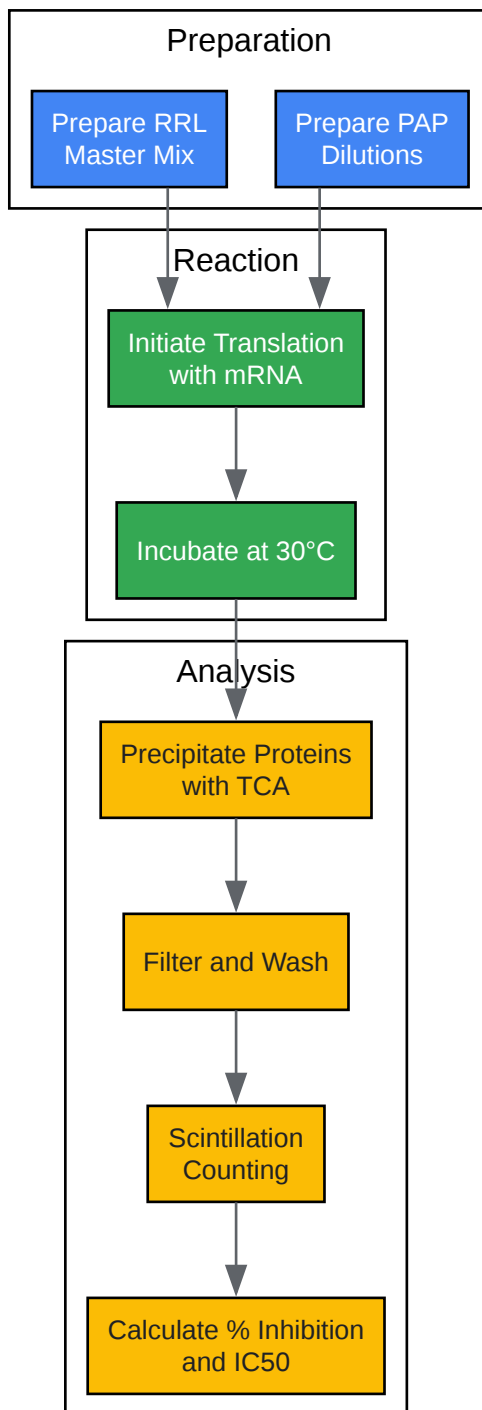 Preparation
Prepare RRL
Master Mix
Prepare PAP
Dilutions
Reaction
Initiate Translation
with mRNA
Incubate at 30°C
Analysis
Precipitate Proteins
with TCA
Filter and Wash
Scintillation
Counting
Calculate % Inhibition
and IC50